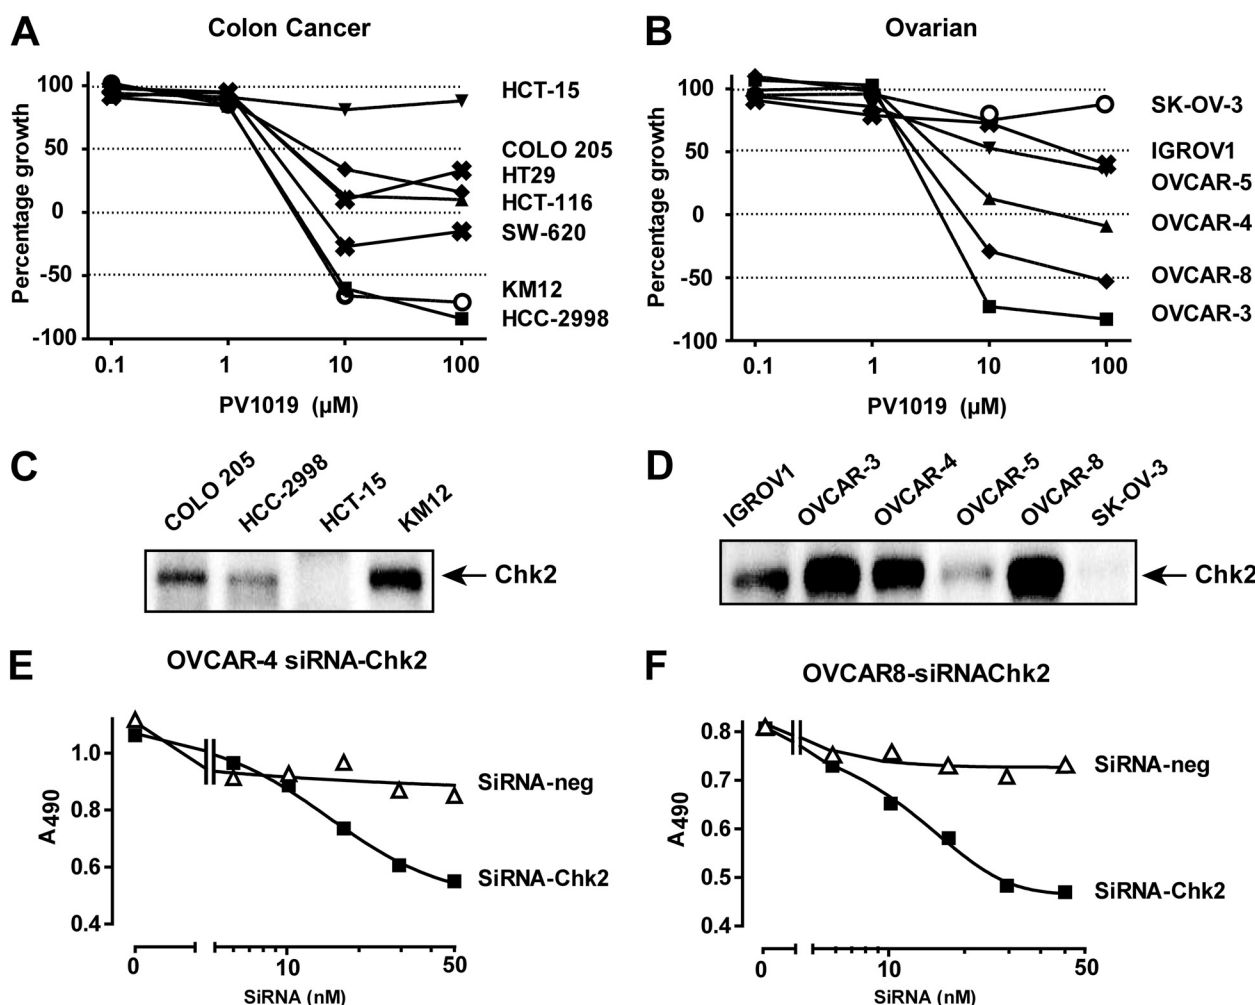 A
Colon Cancer
Percentage growth
100
50
0
-50
-100
0.1
1
10
100
PV1019 (µM)
HCT-15
COLO 205
HT29
HCT-116
SW-620
KM12
HCC-2998
B
Ovarian
Percentage growth
100
50
0
-50
-100
0.1
1
10
100
PV1019 (µM)
SK-OV-3
IGROV1
OVCAR-5
OVCAR-4
OVCAR-8
OVCAR-3
C
COLO 205
HCC-2998
HCT-15
KM12
Chk2
D
IGROV1
OVCAR-3
OVCAR-4
OVCAR-5
OVCAR-8
SK-OV-3
Chk2
E
OVCAR-4 siRNA-Chk2
A490
1.0
0.8
0.6
0.4
0
10
50
SiRNA (nM)
SiRNA-neg
SiRNA-Chk2
F
OVCAR8-siRNAChk2
A490
0.8
0.7
0.6
0.5
0.4
0
10
50
SiRNA (nM)
SiRNA-neg
SiRNA-Chk2